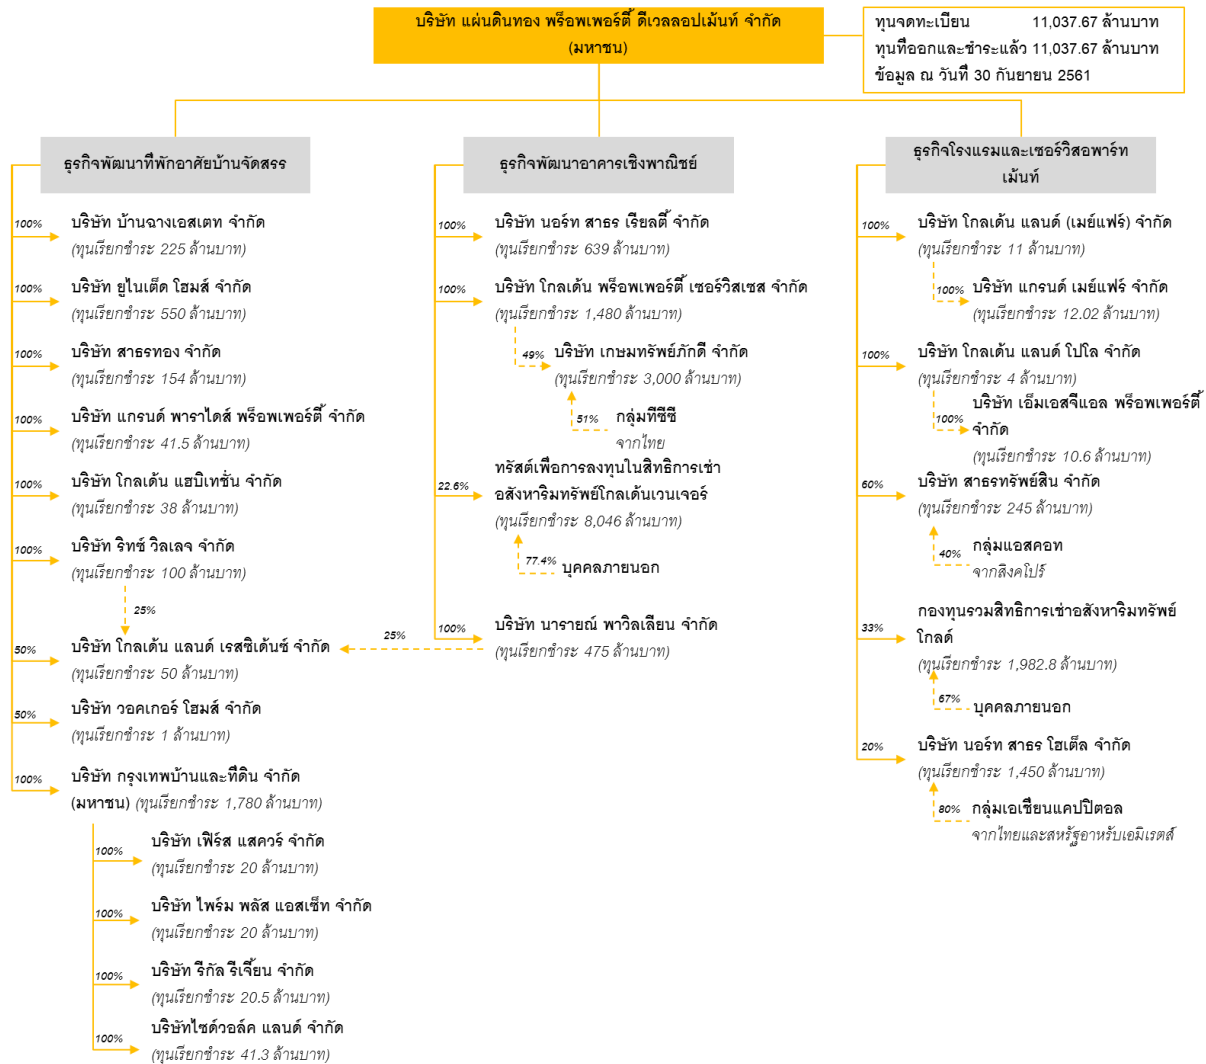 บริษัท แผ่นดินทอง พร็อพเพอร์ตี้ ดีเวลลอปเม้นท์ จำกัด
(มหาชน)
ทุนจดทะเบียน 11,037.67 ล้านบาท
ทุนที่ออกและชำระแล้ว 11,037.67 ล้านบาท
ข้อมูล ณ วันที่ 30 กันยายน 2561
ธุรกิจพัฒนาที่พักอาศัยบ้านจัดสรร
100%
บริษัท บ้านฉางเอสเตท จำกัด
(ทุนเรียกชำระ 225 ล้านบาท)
100%
บริษัท ยูไนเต็ด โฮมส์ จำกัด
(ทุนเรียกชำระ 550 ล้านบาท)
100%
บริษัท สาธรทอง จำกัด
(ทุนเรียกชำระ 154 ล้านบาท)
100%
บริษัท แกรนด์ พาราไดส์ พร็อพเพอร์ตี้ จำกัด
(ทุนเรียกชำระ 41.5 ล้านบาท)
100%
บริษัท โกลเด้น แฮบิเทชั่น จำกัด
(ทุนเรียกชำระ 38 ล้านบาท)
100%
บริษัท ริทซ์ วิลเลจ จำกัด
(ทุนเรียกชำระ 100 ล้านบาท)
25%
50%
บริษัท โกลเด้น แลนด์ เรสซิเด้นซ์ จำกัด
(ทุนเรียกชำระ 50 ล้านบาท)
50%
บริษัท วอคเกอร์ โฮมส์ จำกัด
(ทุนเรียกชำระ 1 ล้านบาท)
100%
บริษัท กรุงเทพบ้านและที่ดิน จำกัด
(มหาชน) (ทุนเรียกชำระ 1,780 ล้านบาท)
100%
บริษัท เฟิร์ส แสควร์ จำกัด
(ทุนเรียกชำระ 20 ล้านบาท)
100%
บริษัท ไพร์ม พลัส แอสเซ็ท จำกัด
(ทุนเรียกชำระ 20 ล้านบาท)
100%
บริษัท รีกัล รีเจี้ยน จำกัด
(ทุนเรียกชำระ 20.5 ล้านบาท)
100%
บริษัทไซด์วอล์ค แลนด์ จำกัด
(ทุนเรียกชำระ 41.3 ล้านบาท)
ธุรกิจพัฒนาอาคารเชิงพาณิชย์
100%
บริษัท นอร์ท สาธร เรียลตี้ จำกัด
(ทุนเรียกชำระ 639 ล้านบาท)
100%
บริษัท โกลเด้น พร็อพเพอร์ตี้ เซอร์วิสเซส จำกัด
(ทุนเรียกชำระ 1,480 ล้านบาท)
49%
บริษัท เกษมทรัพย์ภักดี จำกัด
(ทุนเรียกชำระ 3,000 ล้านบาท)
51%
กลุ่มทีซีซี
จากไทย
22.6%
ทรัสต์เพื่อการลงทุนในสิทธิการเช่า
อสังหาริมทรัพย์โกลเด้นเวนเจอร์
(ทุนเรียกชำระ 8,046 ล้านบาท)
77.4%
บุคคลภายนอก
100%
บริษัท นารายณ์ พาวิลเลียน จำกัด
(ทุนเรียกชำระ 475 ล้านบาท)
25%
ธุรกิจโรงแรมและเซอร์วิสอพาร์ท
เม้นท์
100%
บริษัท โกลเด้น แลนด์ (เมย์แฟร์) จำกัด
(ทุนเรียกชำระ 11 ล้านบาท)
100%
บริษัท แกรนด์ เมย์แฟร์ จำกัด
(ทุนเรียกชำระ 12.02 ล้านบาท)
100%
บริษัท โกลเด้น แลนด์ โปโล จำกัด
(ทุนเรียกชำระ 4 ล้านบาท)
100%
บริษัท เอ็มเอสจีแอล พร็อพเพอร์ตี้
จำกัด
(ทุนเรียกชำระ 10.6 ล้านบาท)
60%
บริษัท สาธรทรัพย์สิน จำกัด
(ทุนเรียกชำระ 245 ล้านบาท)
40%
กลุ่มแอสคอท
จากสิงคโปร์
33%
กองทุนรวมสิทธิการเช่าอสังหาริมทรัพย์
โกลด์
(ทุนเรียกชำระ 1,982.8 ล้านบาท)
67%
บุคคลภายนอก
20%
บริษัท นอร์ท สาธร โฮเต็ล จำกัด
(ทุนเรียกชำระ 1,450 ล้านบาท)
80%
กลุ่มเอเชี่ยนแคปปิตอล
จากไทยและสหรัฐอาหรับเอมิเรตส์